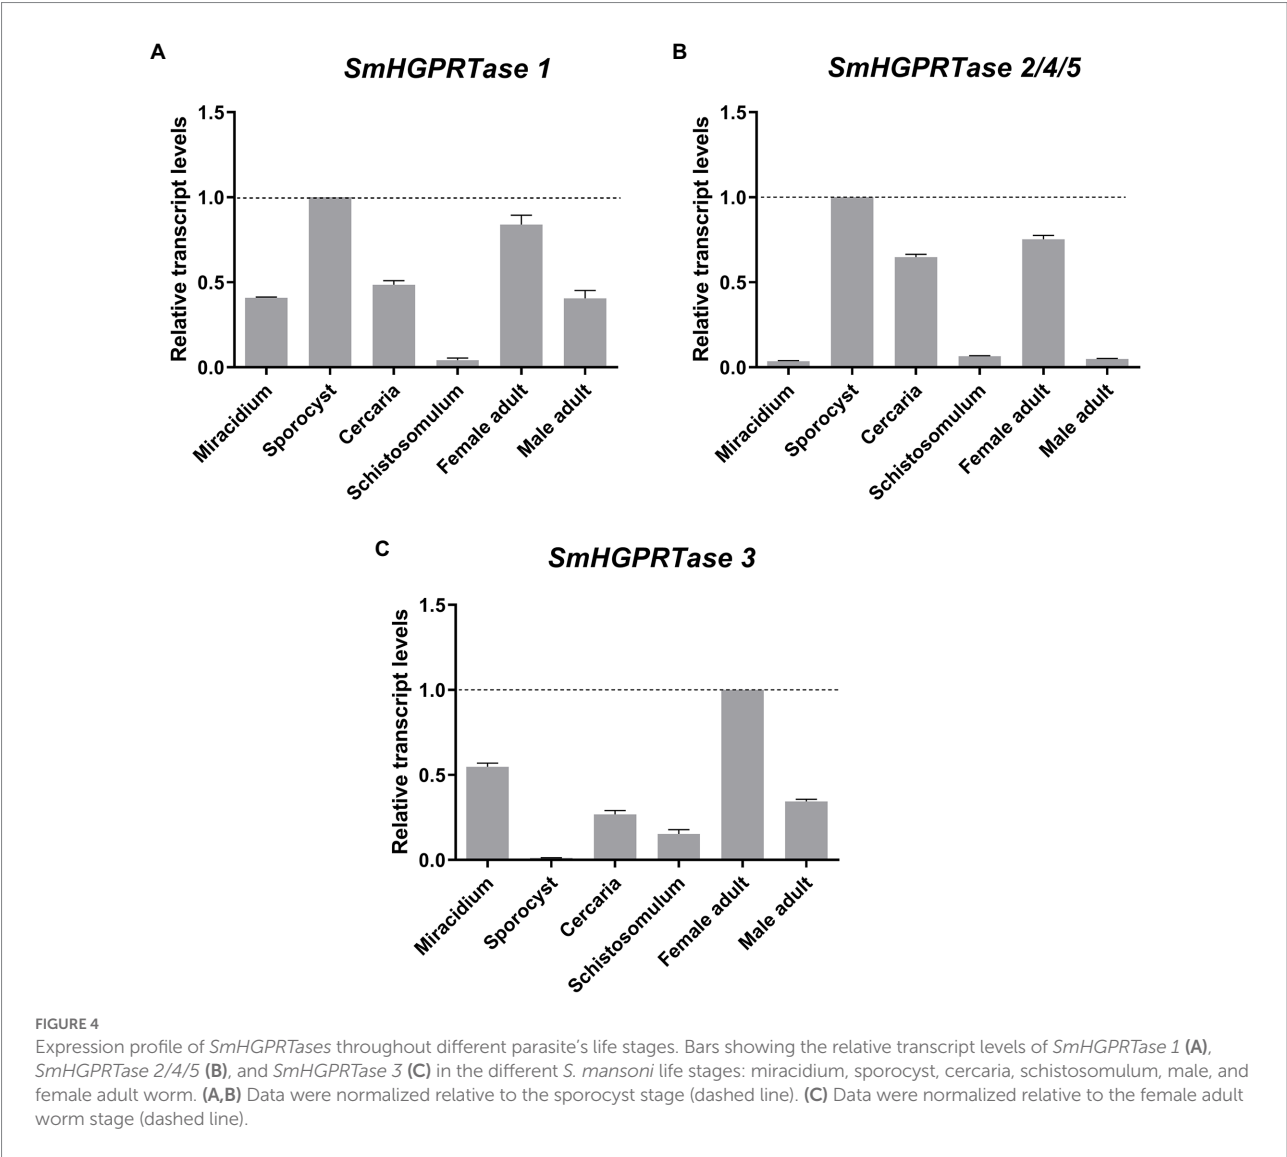 A
SmHGPRTase 1
Relative transcript levels
1.5
1.0
0.5
0.0
Miracidium
Sporocyst
Cercaria
Schistosomulum
Female adult
Male adult
B
SmHGPRTase 2/4/5
Relative transcript levels
1.5
1.0
0.5
0.0
Miracidium
Sporocyst
Cercaria
Schistosomulum
Female adult
Male adult
C
SmHGPRTase 3
Relative transcript levels
1.5
1.0
0.5
0.0
Miracidium
Sporocyst
Cercaria
Schistosomulum
Female adult
Male adult
FIGURE 4
Expression profile of SmHGPRTases throughout different parasite's life stages. Bars showing the relative transcript levels of SmHGPRTase 1 (A),
SmHGPRTase 2/4/5 (B), and SmHGPRTase 3 (C) in the different S. mansoni life stages: miracidium, sporocyst, cercaria, schistosomulum, male, and
female adult worm. (A,B) Data were normalized relative to the sporocyst stage (dashed line). (C) Data were normalized relative to the female adult
worm stage (dashed line).